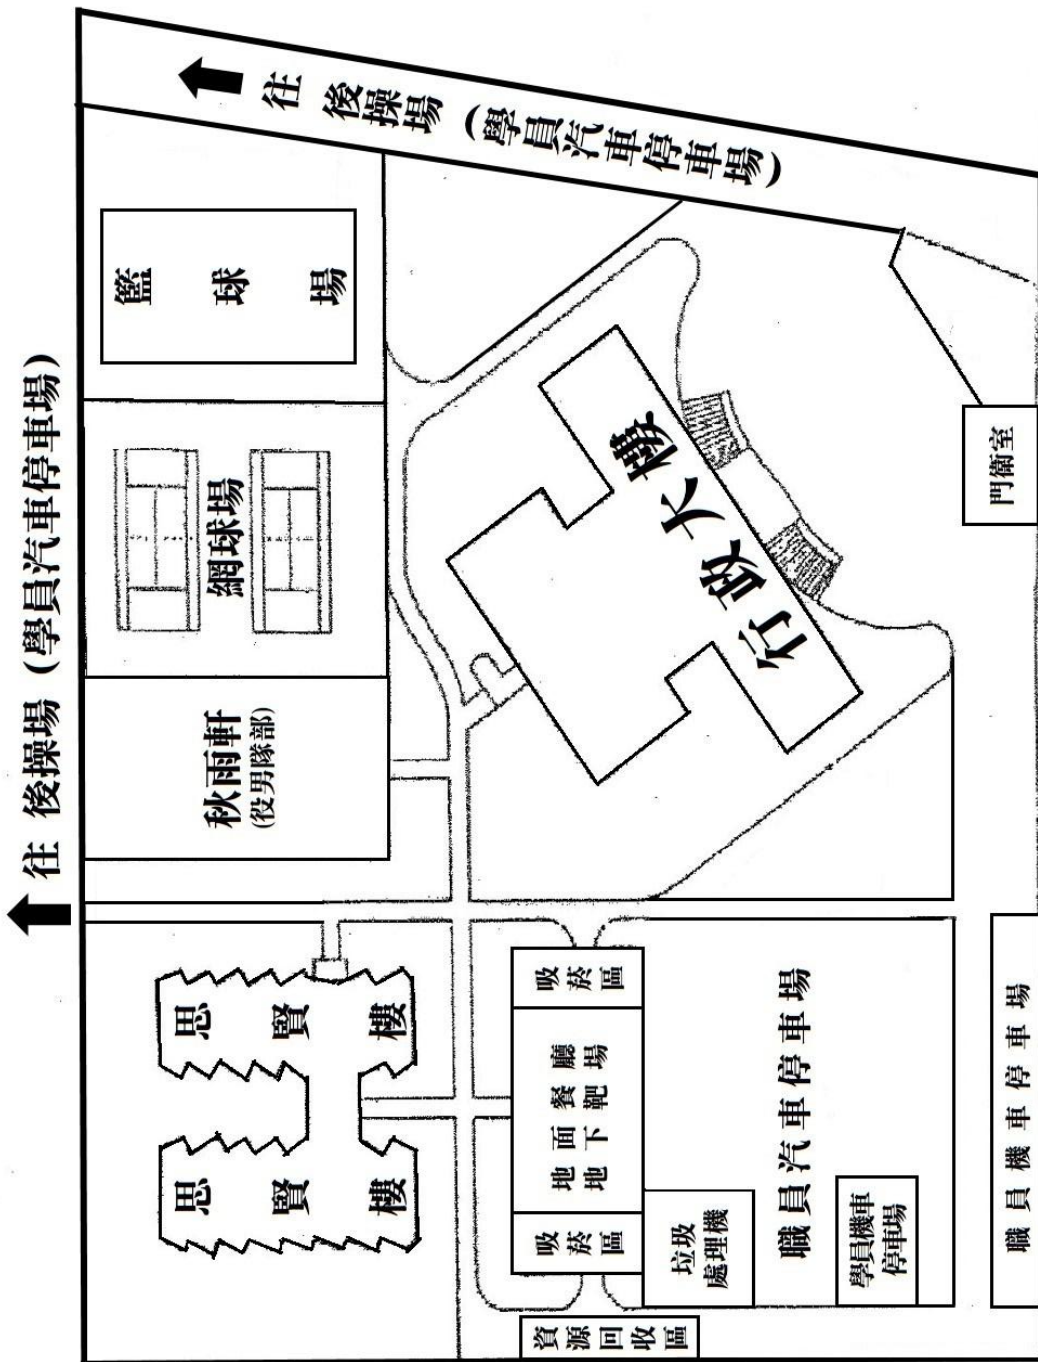 往 後操場 (學員汽車停車場)
往 後操場 (學員汽車停車場)
籃球場
網球場
秋雨軒
(役男隊部)
行政大樓
門衛室
思賢樓
思賢樓
吸菸區
地面餐廳
地下靶場
吸菸區
垃圾
處理機
職員汽車停車場
學員機車
停車場
職員機車停車場
資源回收區